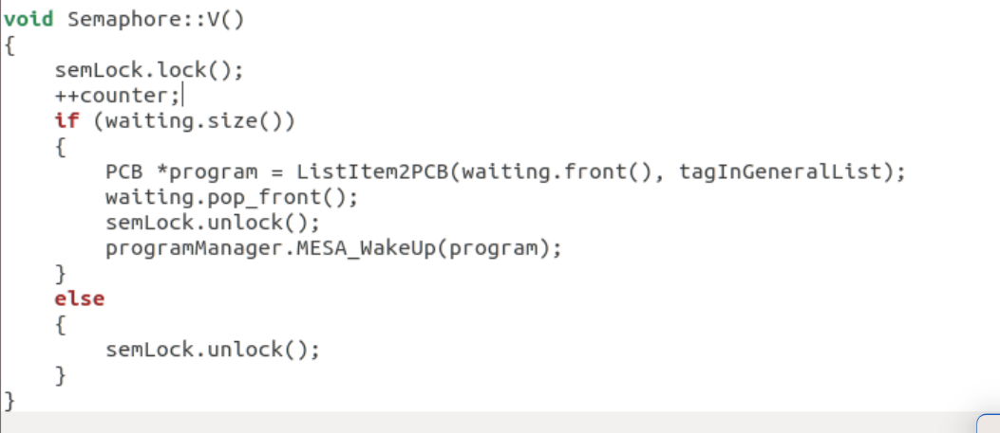 void Semaphore::V()
{
    semLock.lock();
    ++counter;
    if (waiting.size())
    {
        PCB *program = ListItem2PCB(waiting.front(), tagInGeneralList);
        waiting.pop_front();
        semLock.unlock();
        programManager.MESA_WakeUp(program);
    }
    else
    {
        semLock.unlock();
    }
}